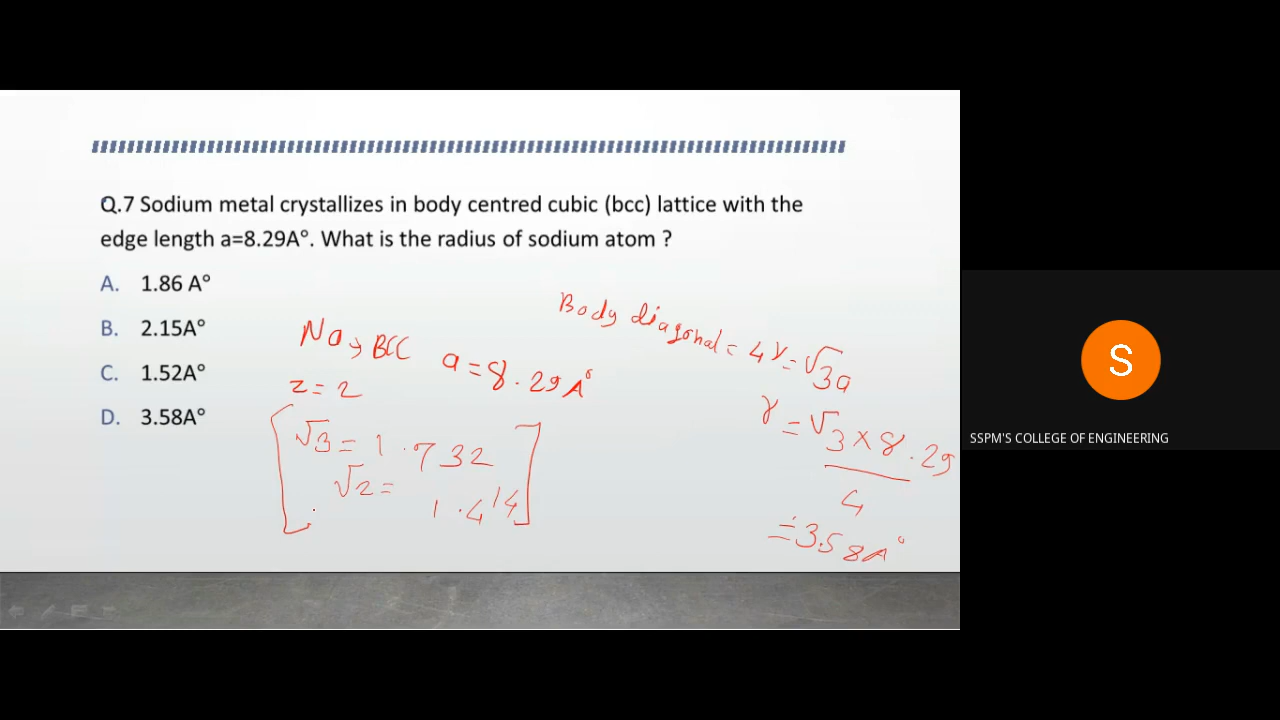 Q.7 Sodium metal crystallizes in body centred cubic (bcc) lattice with the
edge length a=8.29A°. What is the radius of sodium atom ?
A. 1.86 A°
B. 2.15A°
C. 1.52A°
D. 3.58A°
Na → BCC a = 8.29A°
z = 2
[√3 = 1.732
√2 = 1.414]
Body diagonal = 4r = √3a
r = √3 × 8.29
4
= 3.58A°
S
SSPM'S COLLEGE OF ENGINEERING